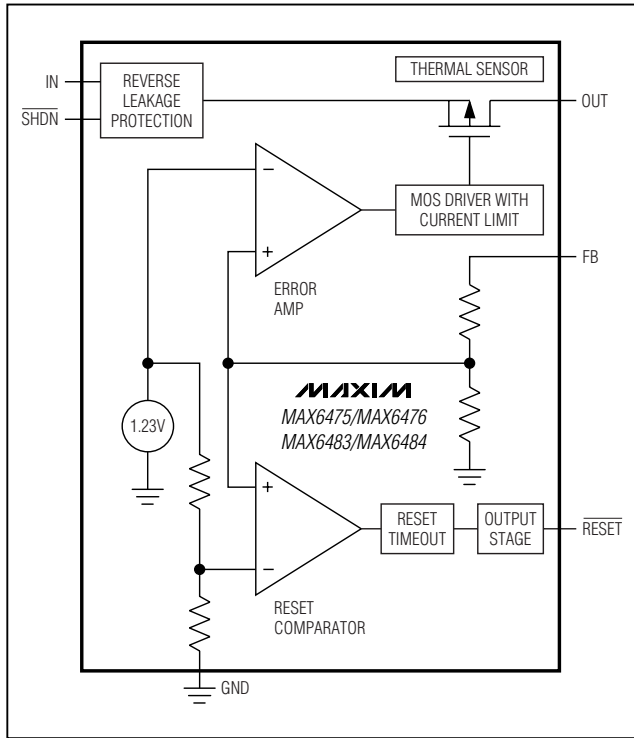 IN
SHDN
REVERSE
LEAKAGE
PROTECTION
THERMAL SENSOR
OUT
MOS DRIVER WITH
CURRENT LIMIT
−
+
ERROR
AMP
FB
MAXIM
MAX6475/MAX6476
MAX6483/MAX6484
1.23V
+
−
RESET
COMPARATOR
RESET
TIMEOUT
OUTPUT
STAGE
RESET
GND